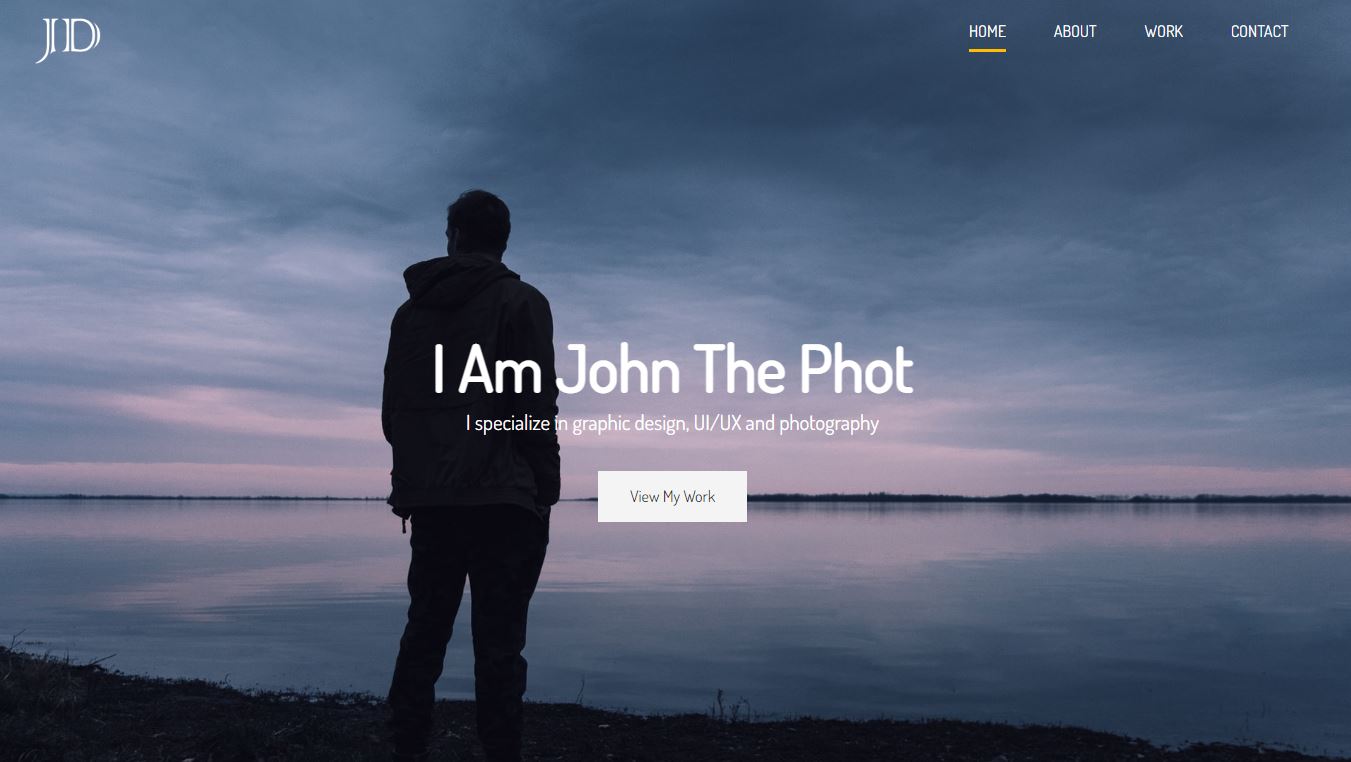 JD
HOME ABOUT WORK CONTACT
I Am John The Phot
I specialize in graphic design, UI/UX and photography
View My Work